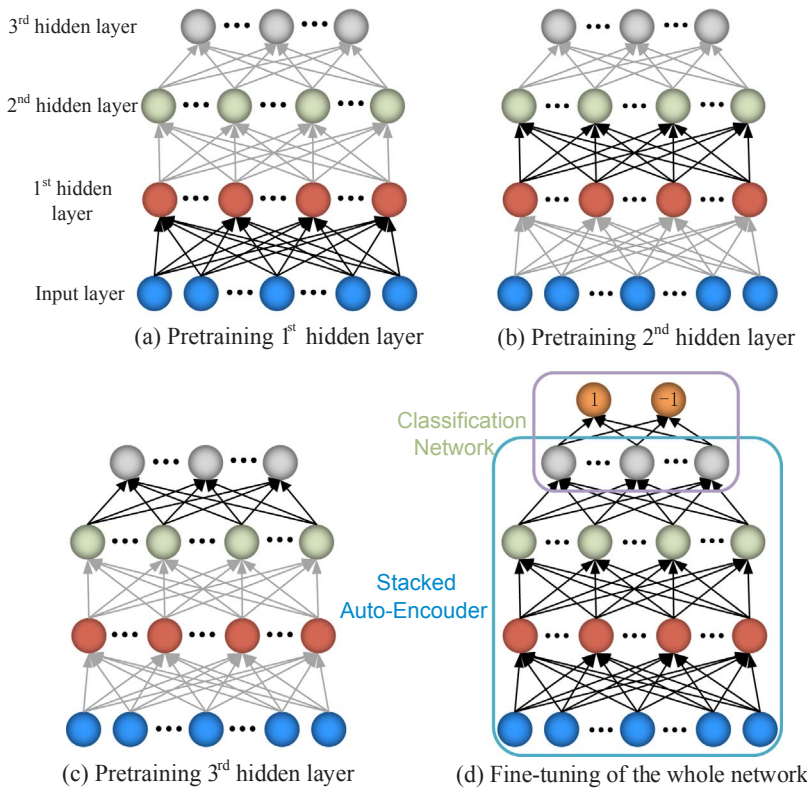 3rd hidden layer
2nd hidden layer
1st hidden
layer
Input layer
(a) Pretraining 1st hidden layer
(b) Pretraining 2nd hidden layer
1
−1
Classification
Network
Stacked
Auto-Encouder
(c) Pretraining 3rd hidden layer
(d) Fine-tuning of the whole network